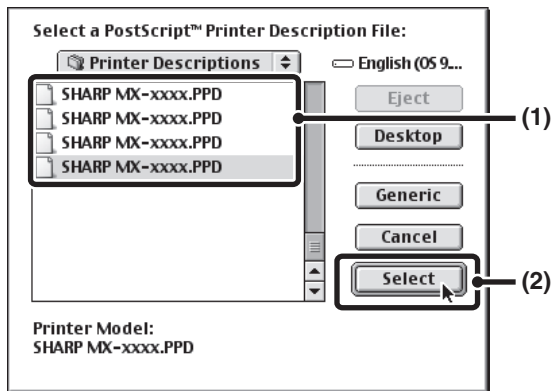 Select a PostScript™ Printer Description File:
Printer Descriptions
English (OS 9....
SHARP MX-xxxx.PPD
SHARP MX-xxxx.PPD
SHARP MX-xxxx.PPD
SHARP MX-xxxx.PPD
(1)
Eject
Desktop
Generic
Cancel
Select
(2)
Printer Model:
SHARP MX-xxxx.PPD